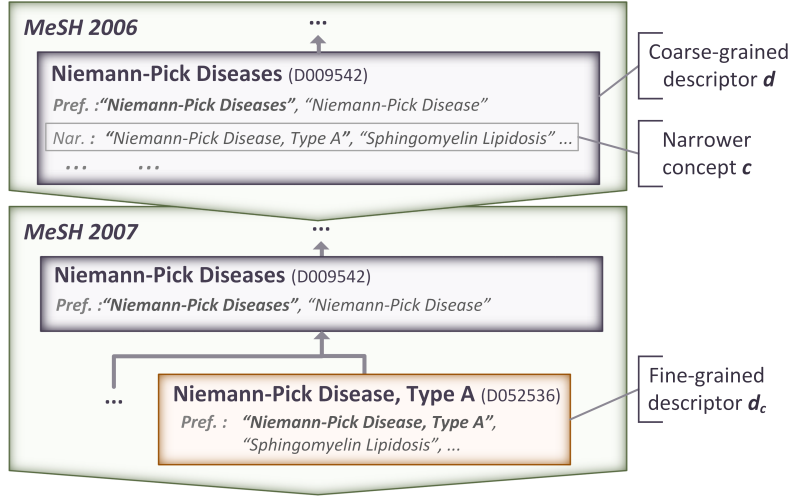 MeSH 2006
...
Niemann-Pick Diseases (D009542)
Pref. :"Niemann-Pick Diseases", "Niemann-Pick Disease"
Nar. : "Niemann-Pick Disease, Type A", "Sphingomyelin Lipidosis" ...
... ...
Coarse-grained
descriptor d
Narrower
concept c
MeSH 2007
...
Niemann-Pick Diseases (D009542)
Pref. :"Niemann-Pick Diseases", "Niemann-Pick Disease"
...
Niemann-Pick Disease, Type A (D052536)
Pref. : "Niemann-Pick Disease, Type A",
"Sphingomyelin Lipidosis", ...
Fine-grained
descriptor dc